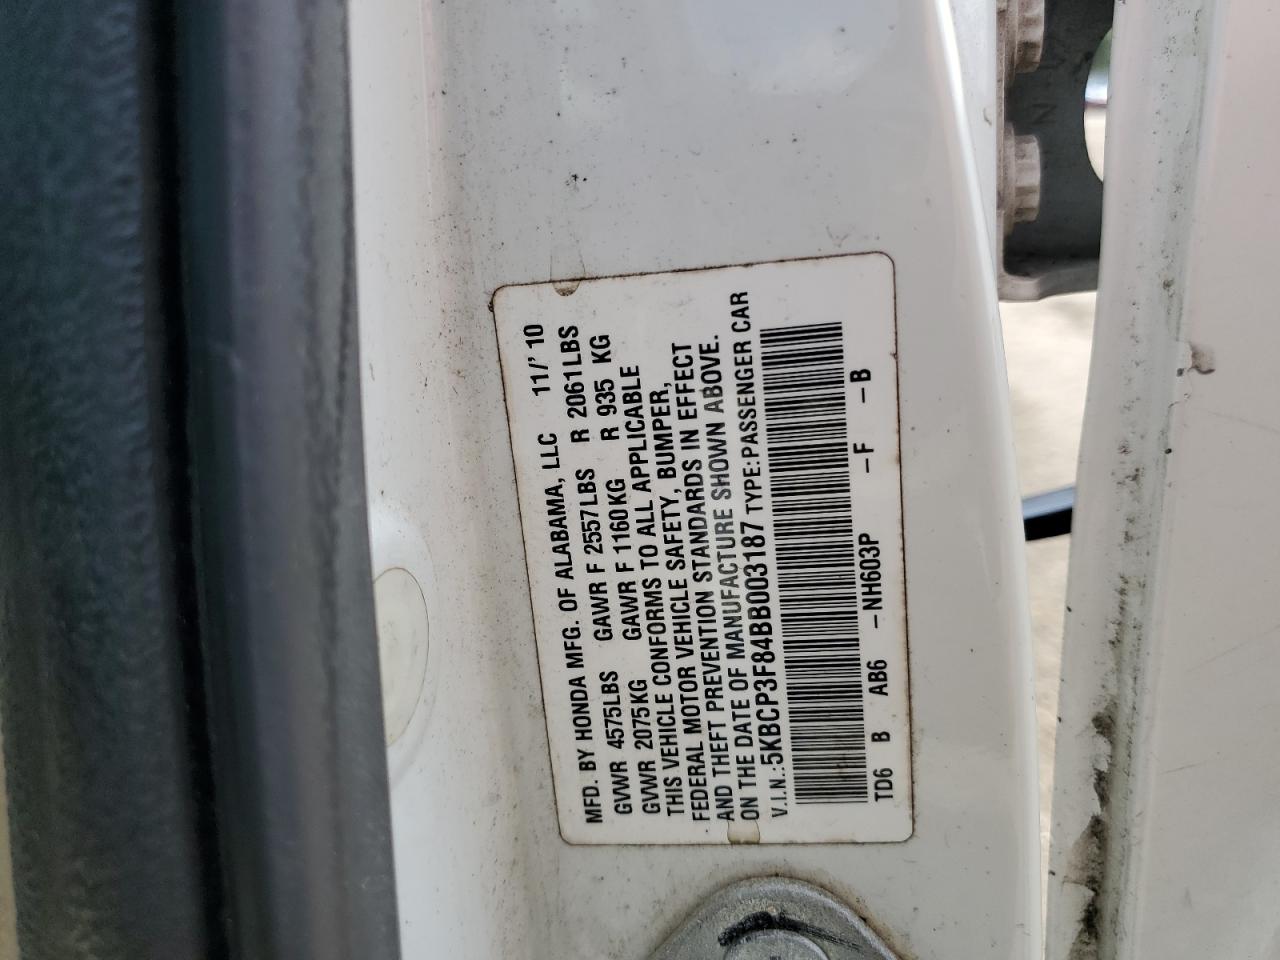 MFD. BY HONDA MFG. OF ALABAMA, LLC 11/' 10
GVWR 4575LBS GAWR F 2557LBS R 2061LBS
GVWR 2075KG GAWR F 1160KG R 935 KG
THIS VEHICLE CONFORMS TO ALL APPLICABLE
FEDERAL MOTOR VEHICLE SAFETY, BUMPER,
AND THEFT PREVENTION STANDARDS IN EFFECT
ON THE DATE OF MANUFACTURE SHOWN ABOVE.
V.I.N.: 5KBCP3F84BB003187 TYPE: PASSENGER CAR
TD6 B AB6 -NH603P -F -B